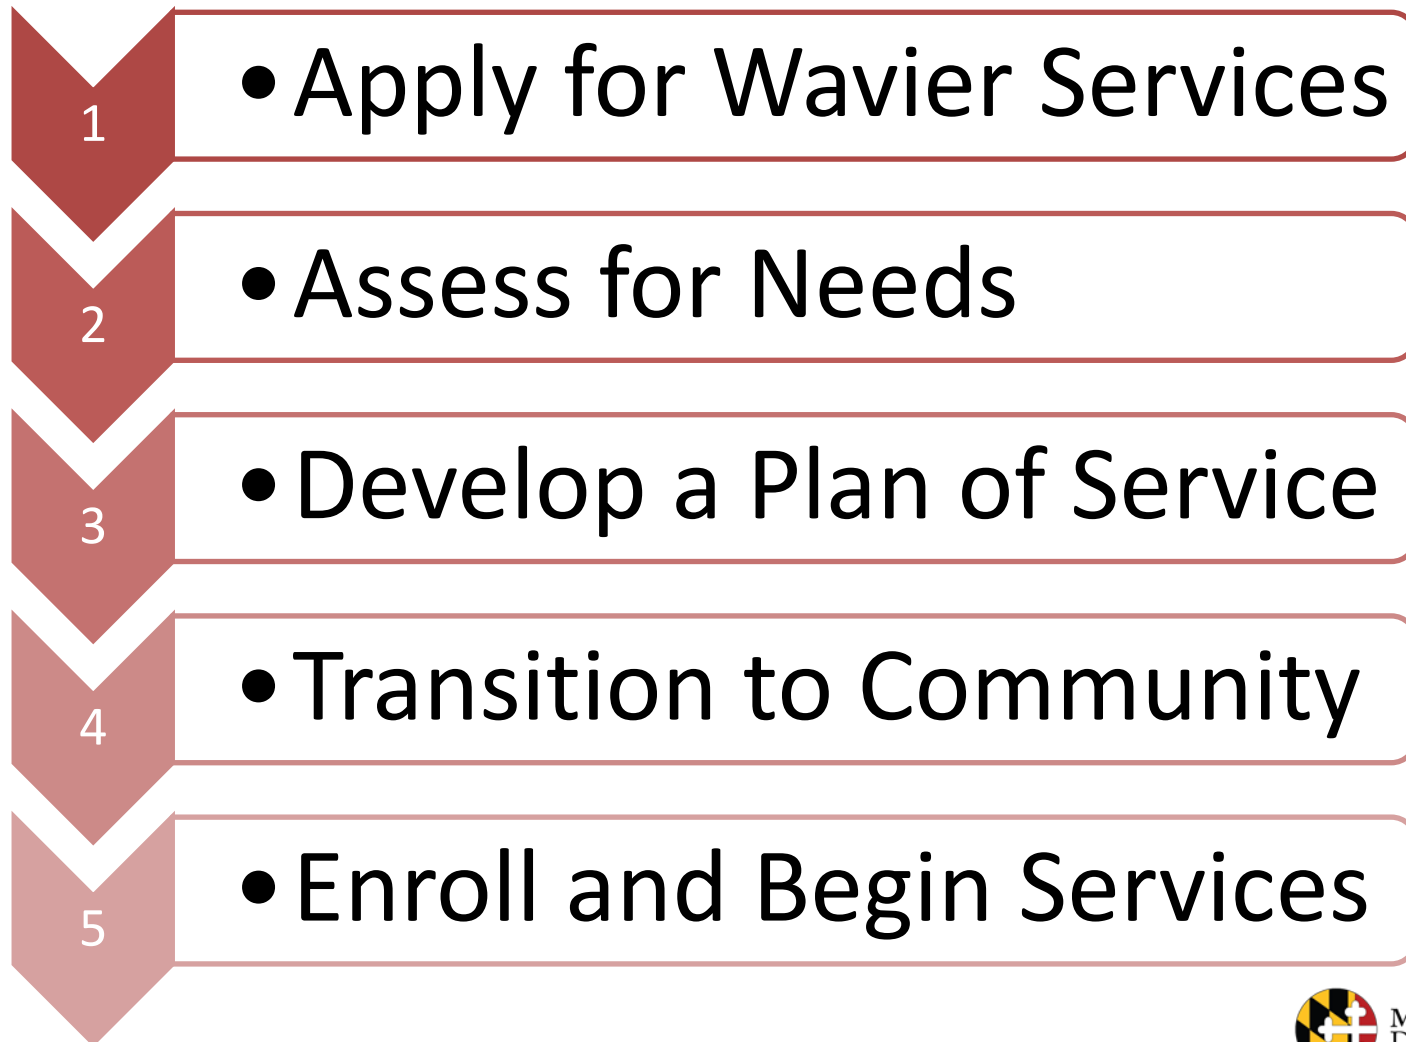 1
• Apply for Wavier Services
2
• Assess for Needs
3
• Develop a Plan of Service
4
• Transition to Community
5
• Enroll and Begin Services